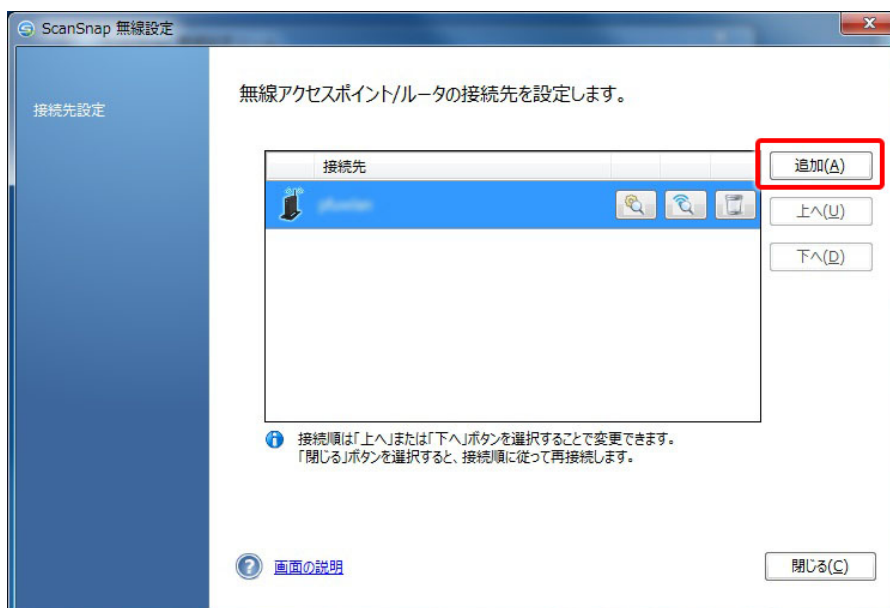 ScanSnap 無線設定
接続先設定
無線アクセスポイント/ルータの接続先を設定します。
接続先
追加(A)
上へ(U)
下へ(D)
接続順は「上へ」または「下へ」ボタンを選択することで変更できます。
「閉じる」ボタンを選択すると、接続順に従って再接続します。
画面の説明
閉じる(C)